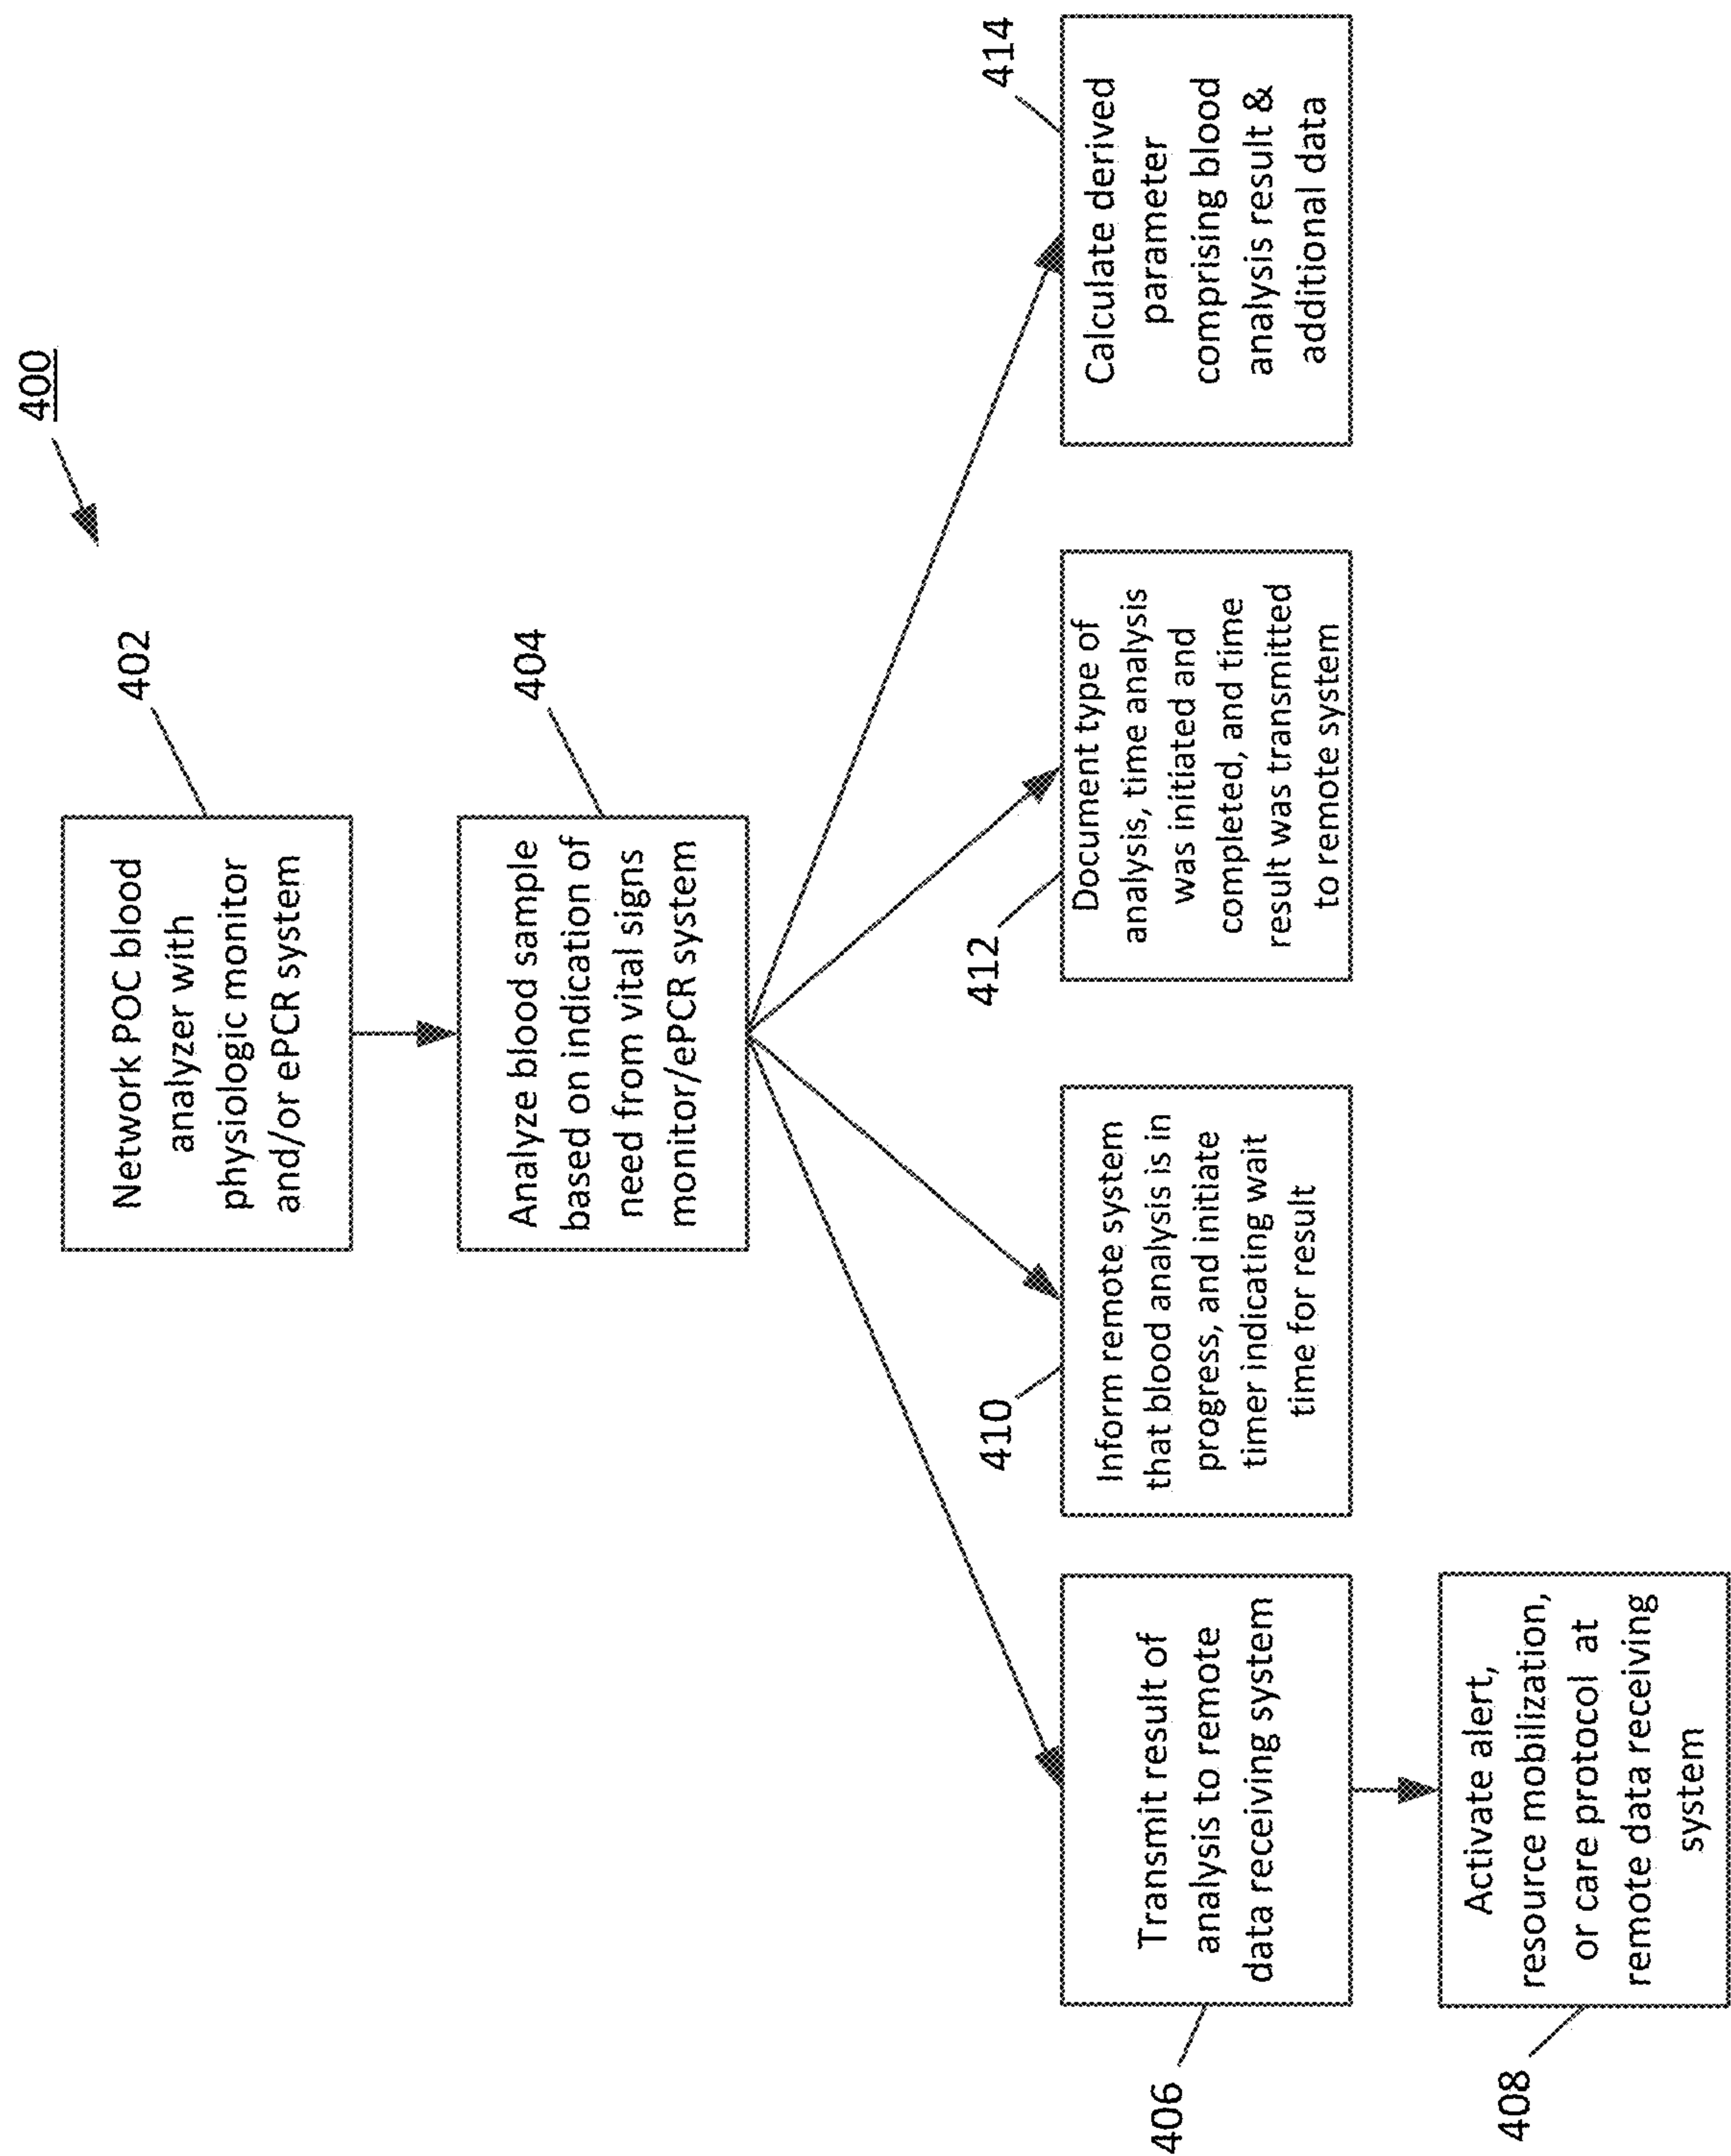 400
402
Network POC blood
analyzer with
physiologic monitor
and/or ePCR system
404
Analyze blood sample
based on indication of
need from vital signs
monitor/ePCR system
406
Transmit result of
analysis to remote
data receiving system
408
Activate alert,
resource mobilization,
or care protocol at
remote data receiving
system
410
Inform remote system
that blood analysis is in
progress, and initiate
timer indicating wait
time for result
412
Document type of
analysis, time analysis
was initiated and
completed, and time
result was transmitted
to remote system
414
Calculate derived
parameter
comprising blood
analysis result &
additional data